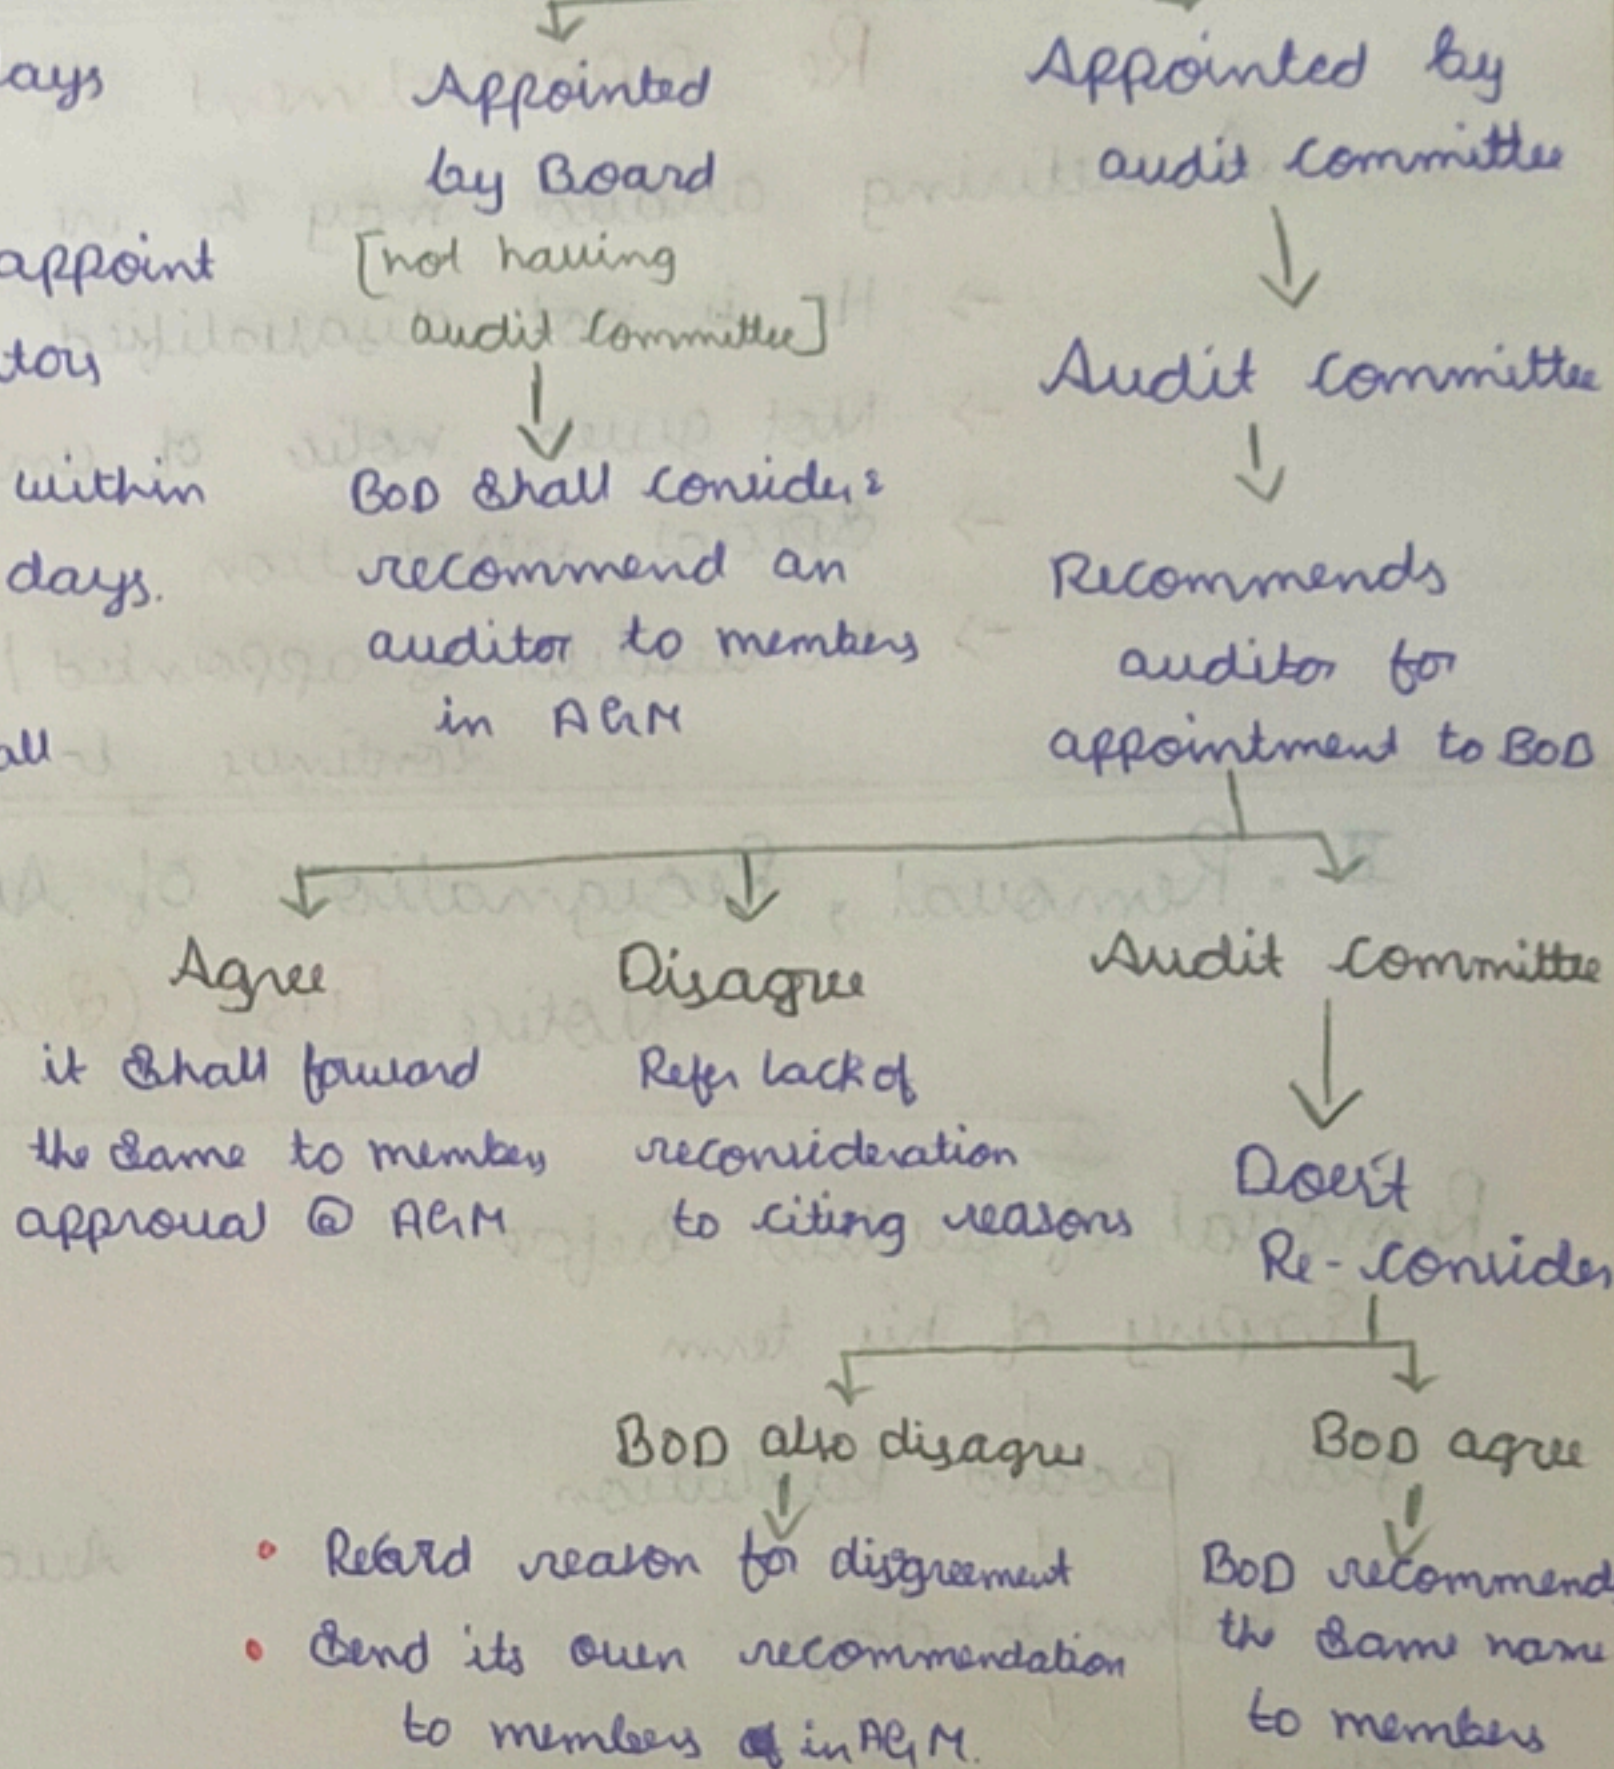 ays
appoint
tors
within
days.
all
Appointed
by Board
[not having
audit committee]
BOD shall consider &
recommend an
auditor to members
in AGM
Appointed by
audit committee
Audit committee
Recommends
auditor for
appointment to BOD
Agree
it shall forward
the same to members
approval @ AGM
Disagree
Refer back of
reconsideration
to citing reasons
Audit committee
Does't
Re-consider
BOD also disagree
• Record reason for disgreement
• Send its own recommendation
to members in AGM.
BOD agree
BOD recommend
the same name
to members